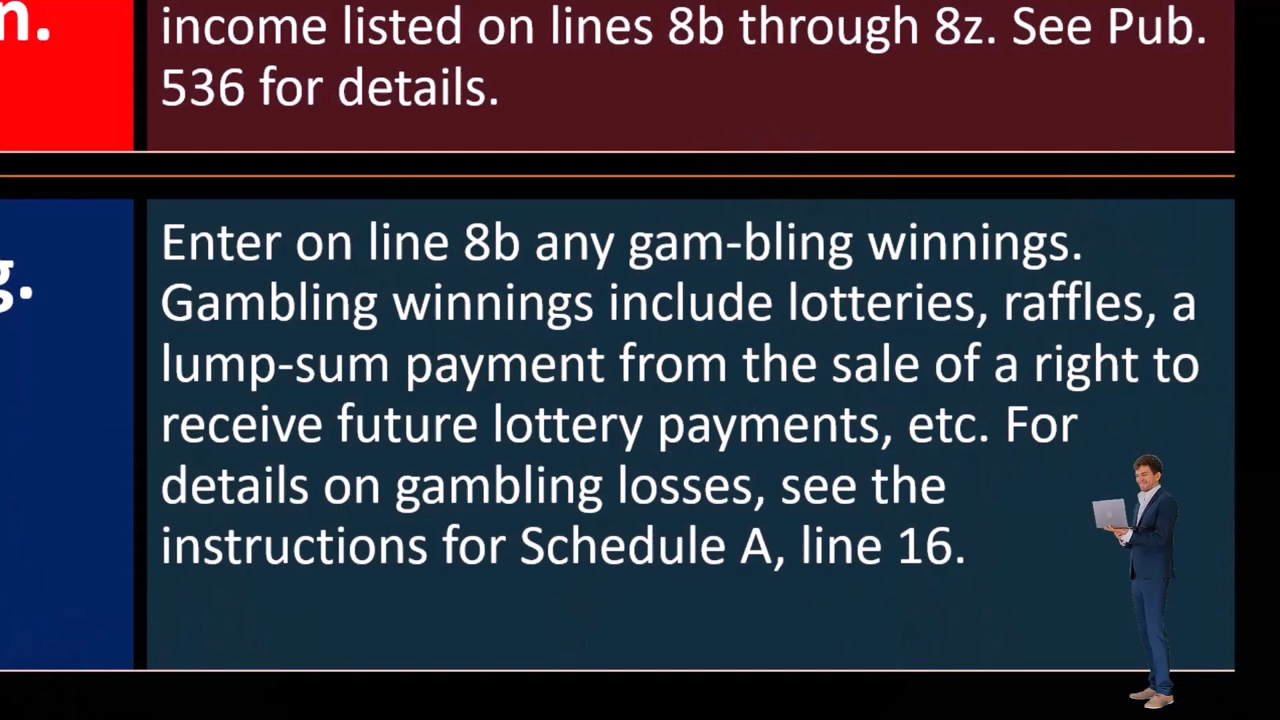 n.
income listed on lines 8b through 8z. See Pub.
536 for details.
g.
Enter on line 8b any gam-bling winnings.
Gambling winnings include lotteries, raffles, a
lump-sum payment from the sale of a right to
receive future lottery payments, etc. For
details on gambling losses, see the
instructions for Schedule A, line 16.